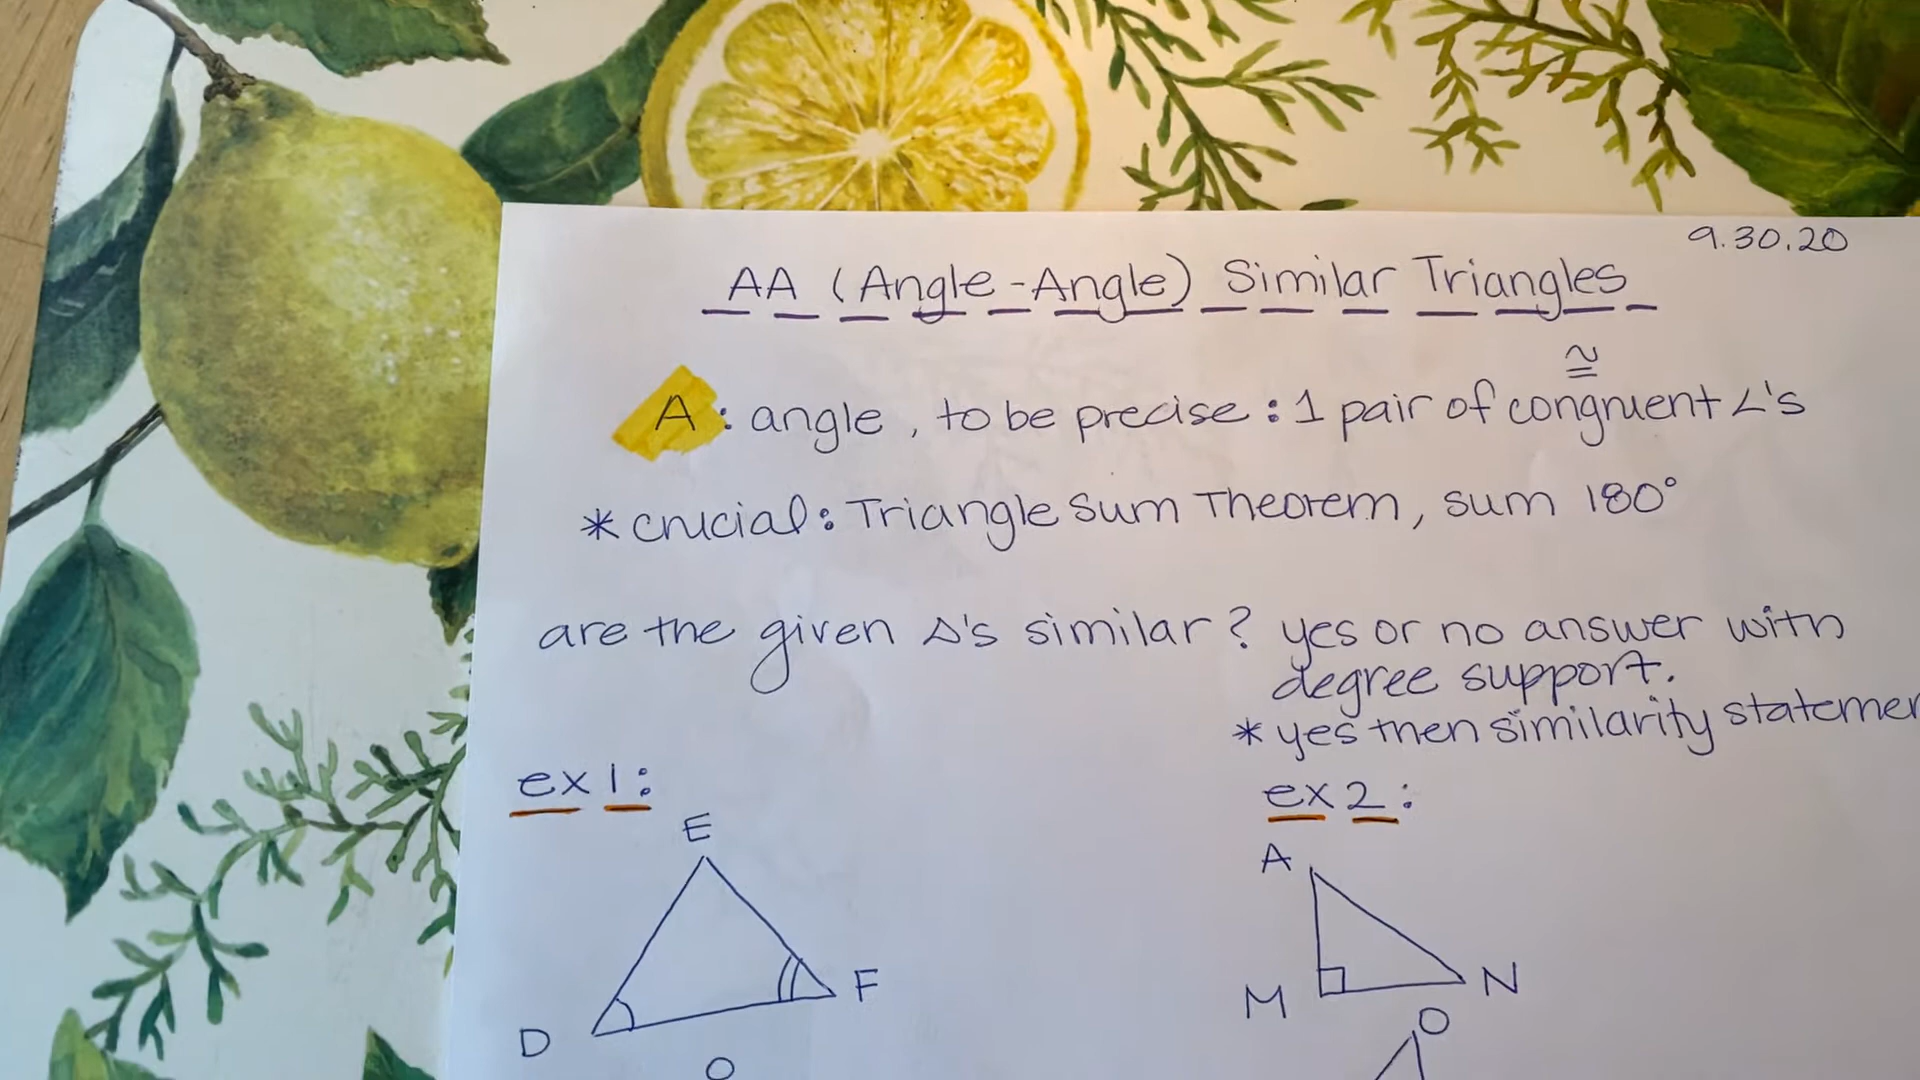 9.30.20
AA (Angle-Angle) Similar Triangles
≅
A: angle, to be precise: 1 pair of congruent ∠'s
* crucial: Triangle Sum Theorem, sum 180°
are the given △'s similar? yes or no answer with
degree support.
* yes then similarity
ex 1:
ex 2:
E
A
F
D
M
N
O